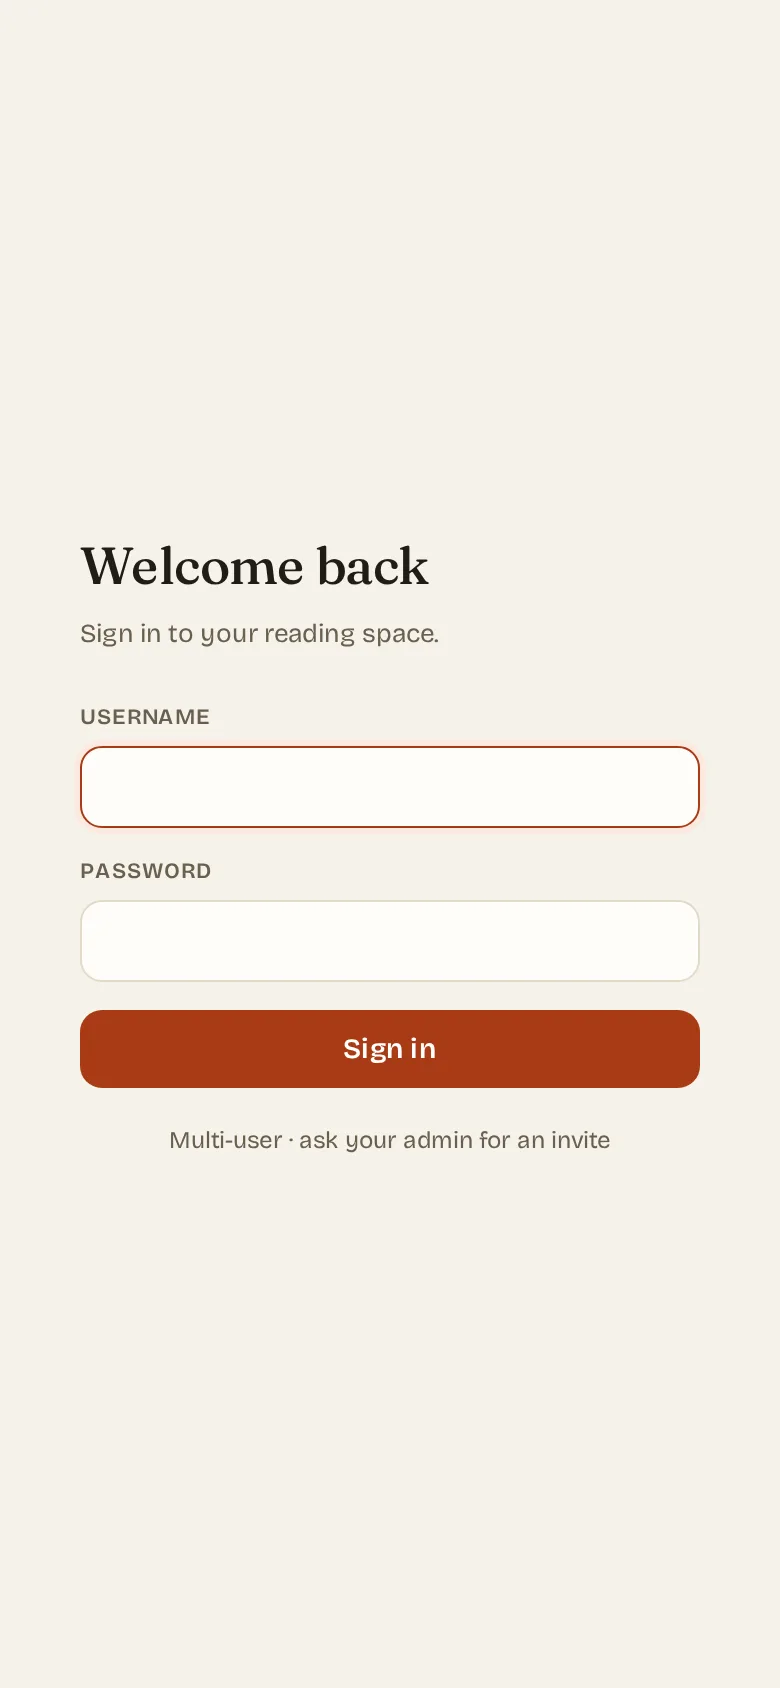 Welcome back
Sign in to your reading space.
USERNAME
PASSWORD
Sign in
Multi-user · ask your admin for an invite